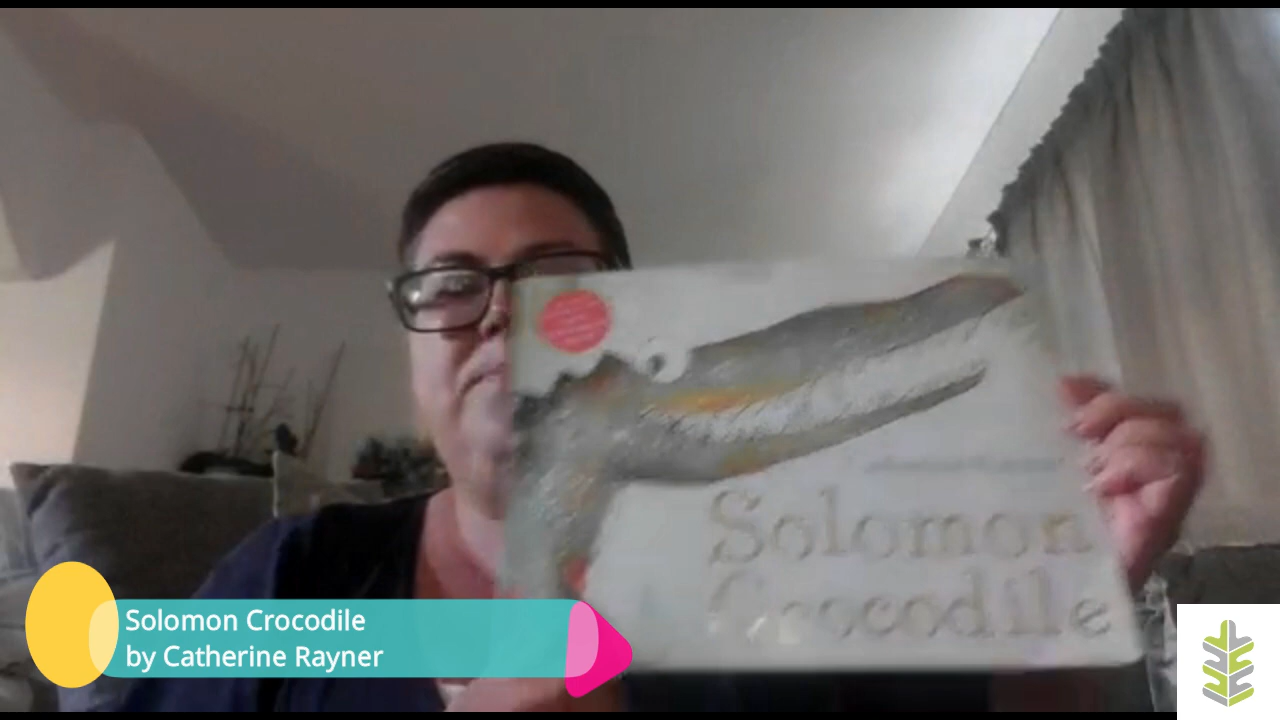 Solomon
Crocodile
Solomon Crocodile
by Catherine Rayner